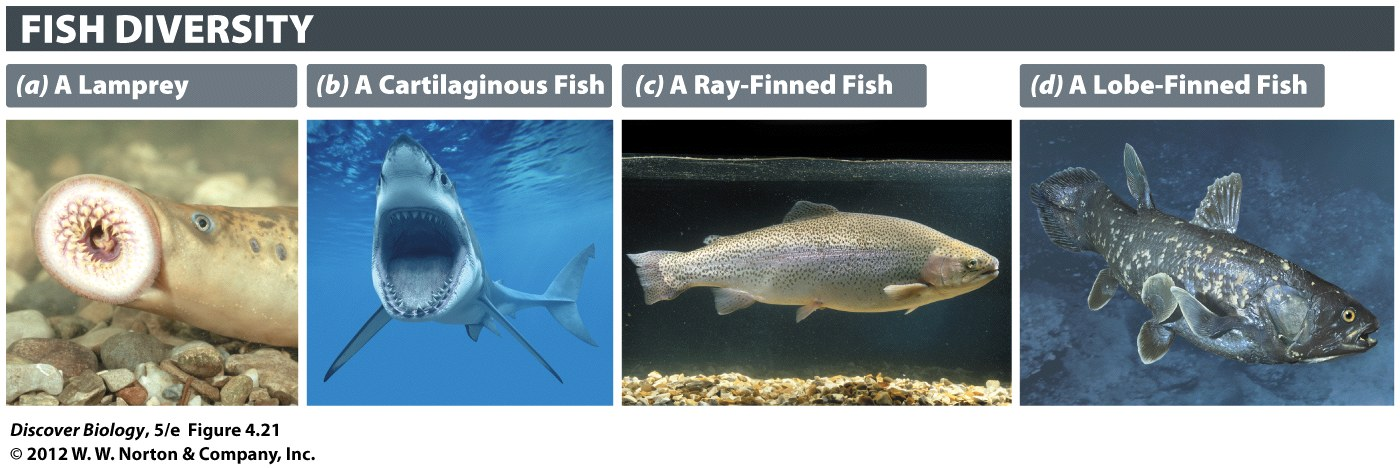 FISH DIVERSITY
(a) A Lamprey
(b) A Cartilaginous Fish
(c) A Ray-Finned Fish
(d) A Lobe-Finned Fish
Discover Biology, 5/e Figure 4.21
© 2012 W. W. Norton & Company, Inc.